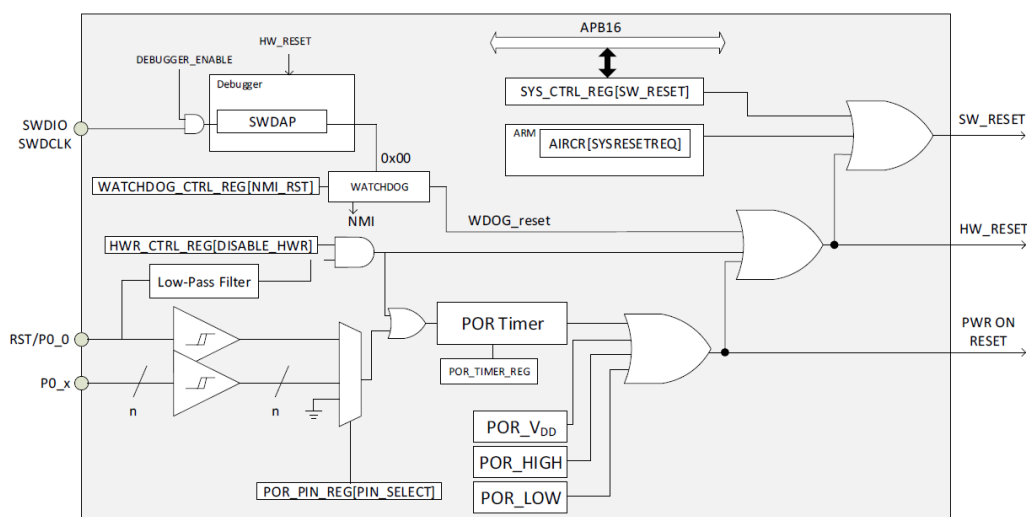 APB16
HW_RESET
DEBUGGER_ENABLE
Debugger
SWDAP
SWDIO
SWDCLK
SYS_CTRL_REG[SW_RESET]
ARM
AIRCR[SYSRESETREQ]
SW_RESET
0x00
WATCHDOG_CTRL_REG[NMI_RST]
WATCHDOG
NMI
WDOG_reset
HWR_CTRL_REG[DISABLE_HWR]
HW_RESET
Low-Pass Filter
RST/P0_0
POR Timer
PWR ON
RESET
POR_TIMER_REG
P0_x
n
n
POR_VDD
POR_HIGH
POR_LOW
POR_PIN_REG[PIN_SELECT]